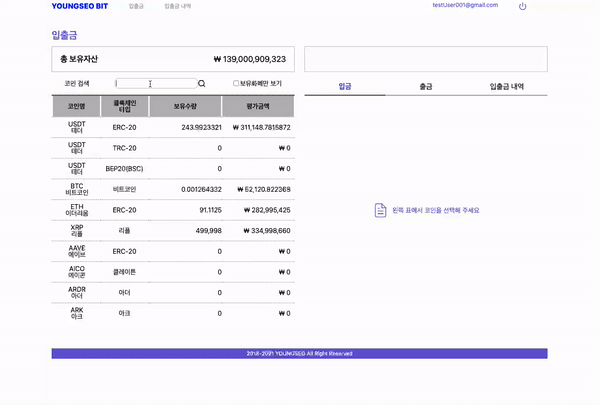 YOUNGSEO BIT 입출금 입출금 내역 testUser001@gmail.com
입출금
총 보유자산 ₩ 139,000,909,323
코인 검색 보유화폐만 보기
코인명 블록체인 타입 보유수량 평가금액
USDT 테더 ERC-20 243.9923321 ₩ 311,148.7815872
USDT 테더 TRC-20 0 ₩ 0
USDT 테더 BEP20(BSC) 0 ₩ 0
BTC 비트코인 비트코인 0.001264332 ₩ 52,120.822368
ETH 이더리움 ERC-20 91.1125 ₩ 282,995,425
XRP 리플 리플 499,998 ₩ 334,998,660
AAVE 에이브 ERC-20 0 ₩ 0
AICO 에이콘 클레이튼 0 ₩ 0
ARDR 아더 아더 0 ₩ 0
ARK 아크 아크 0 ₩ 0
입금 출금 입출금 내역
왼쪽 표에서 코인을 선택해 주세요
2018-2021 YOUNGSEO All Right Reserved